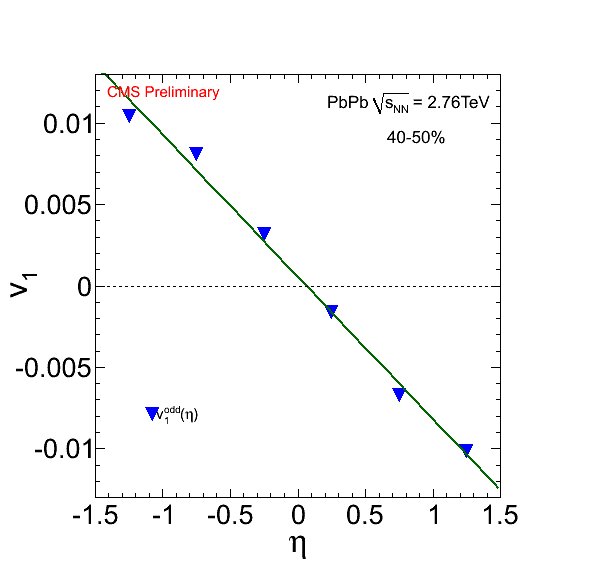 CMS Preliminary
PbPb √sNN = 2.76TeV
40-50%
0.01
0.005
0
-0.005
-0.01
v1
v1odd(η)
-1.5 -1 -0.5 0 0.5 1 1.5
η